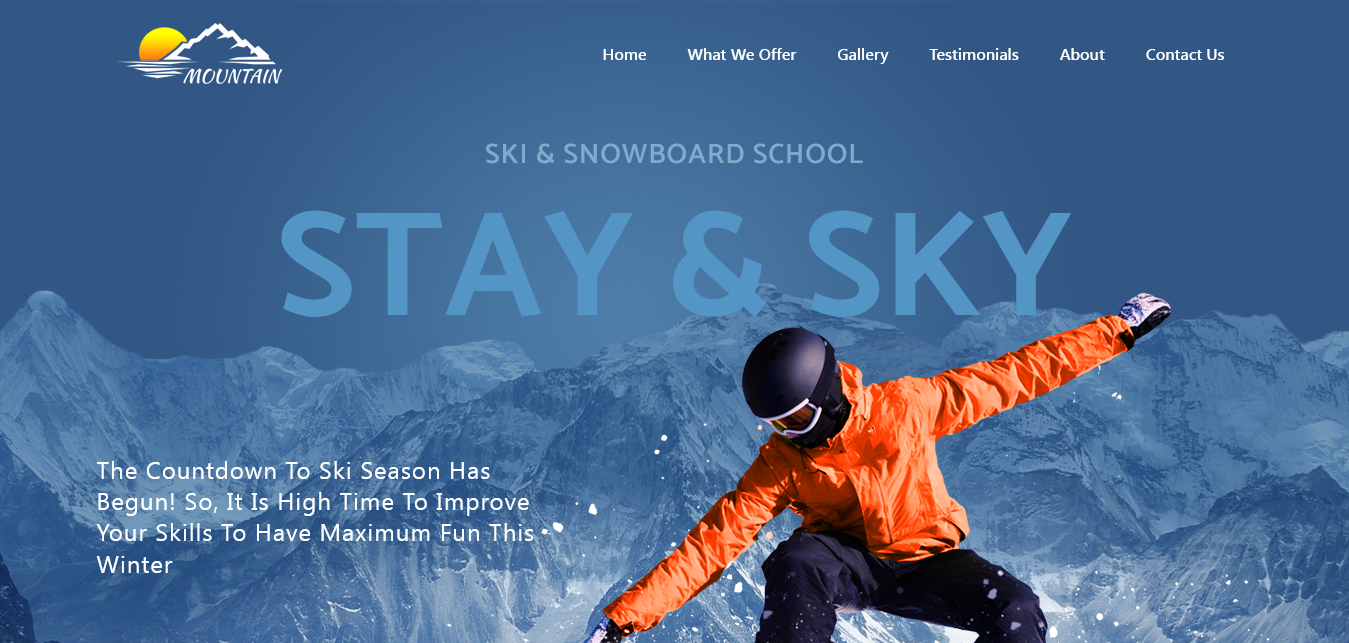 MOUNTAIN
Home What We Offer Gallery Testimonials About Contact Us
SKI & SNOWBOARD SCHOOL
STAY & SKY
The Countdown To Ski Season Has
Begun! So, It Is High Time To Improve
Your Skills To Have Maximum Fun This
Winter